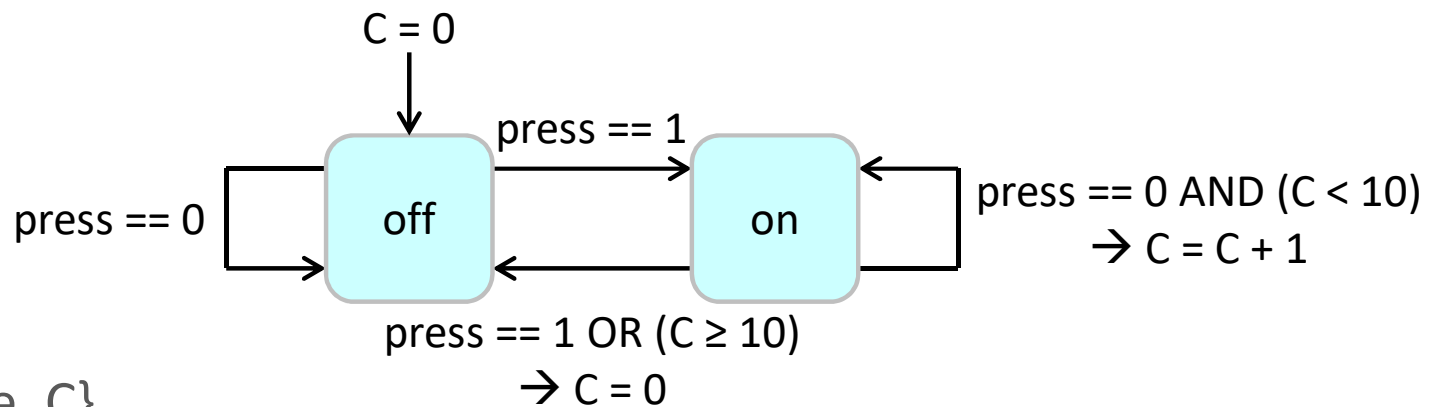 C = 0
press == 1
press == 0
off
on
press == 0 AND (C < 10)
→ C = C + 1
press == 1 OR (C ≥ 10)
→ C = 0
C}